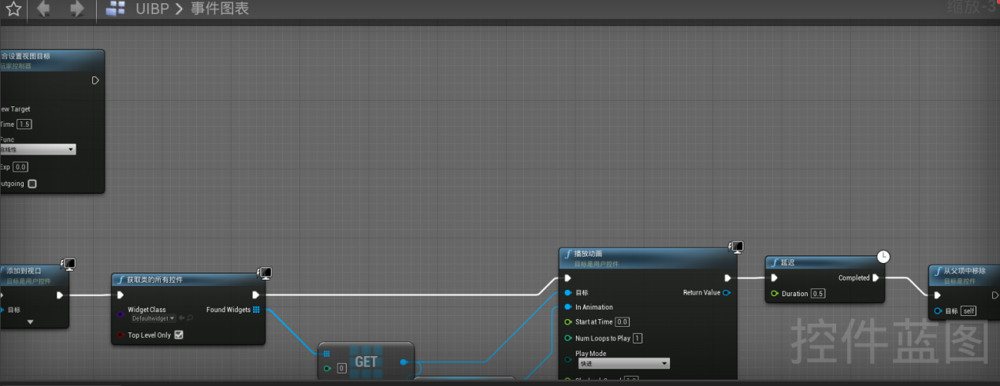 UIBP > 事件图表
缩放-3
合设置视图目标
玩家控制器
ew Target
Time 1.5
Func
合线性
Exp 0.0
utgoing
添加到视口
目标是用户控件
目标
获取类的所有控件
Widget Class
Defaultwidget
Found Widgets
Top Level Only
GET
0
播放动画
目标是用户控件
目标
Return Value
In Animation
Start at Time 0.0
Num Loops to Play 1
Play Mode
快进
延迟
Completed
Duration 0.5
从父项中移除
目标是控件
目标 self
控件蓝图